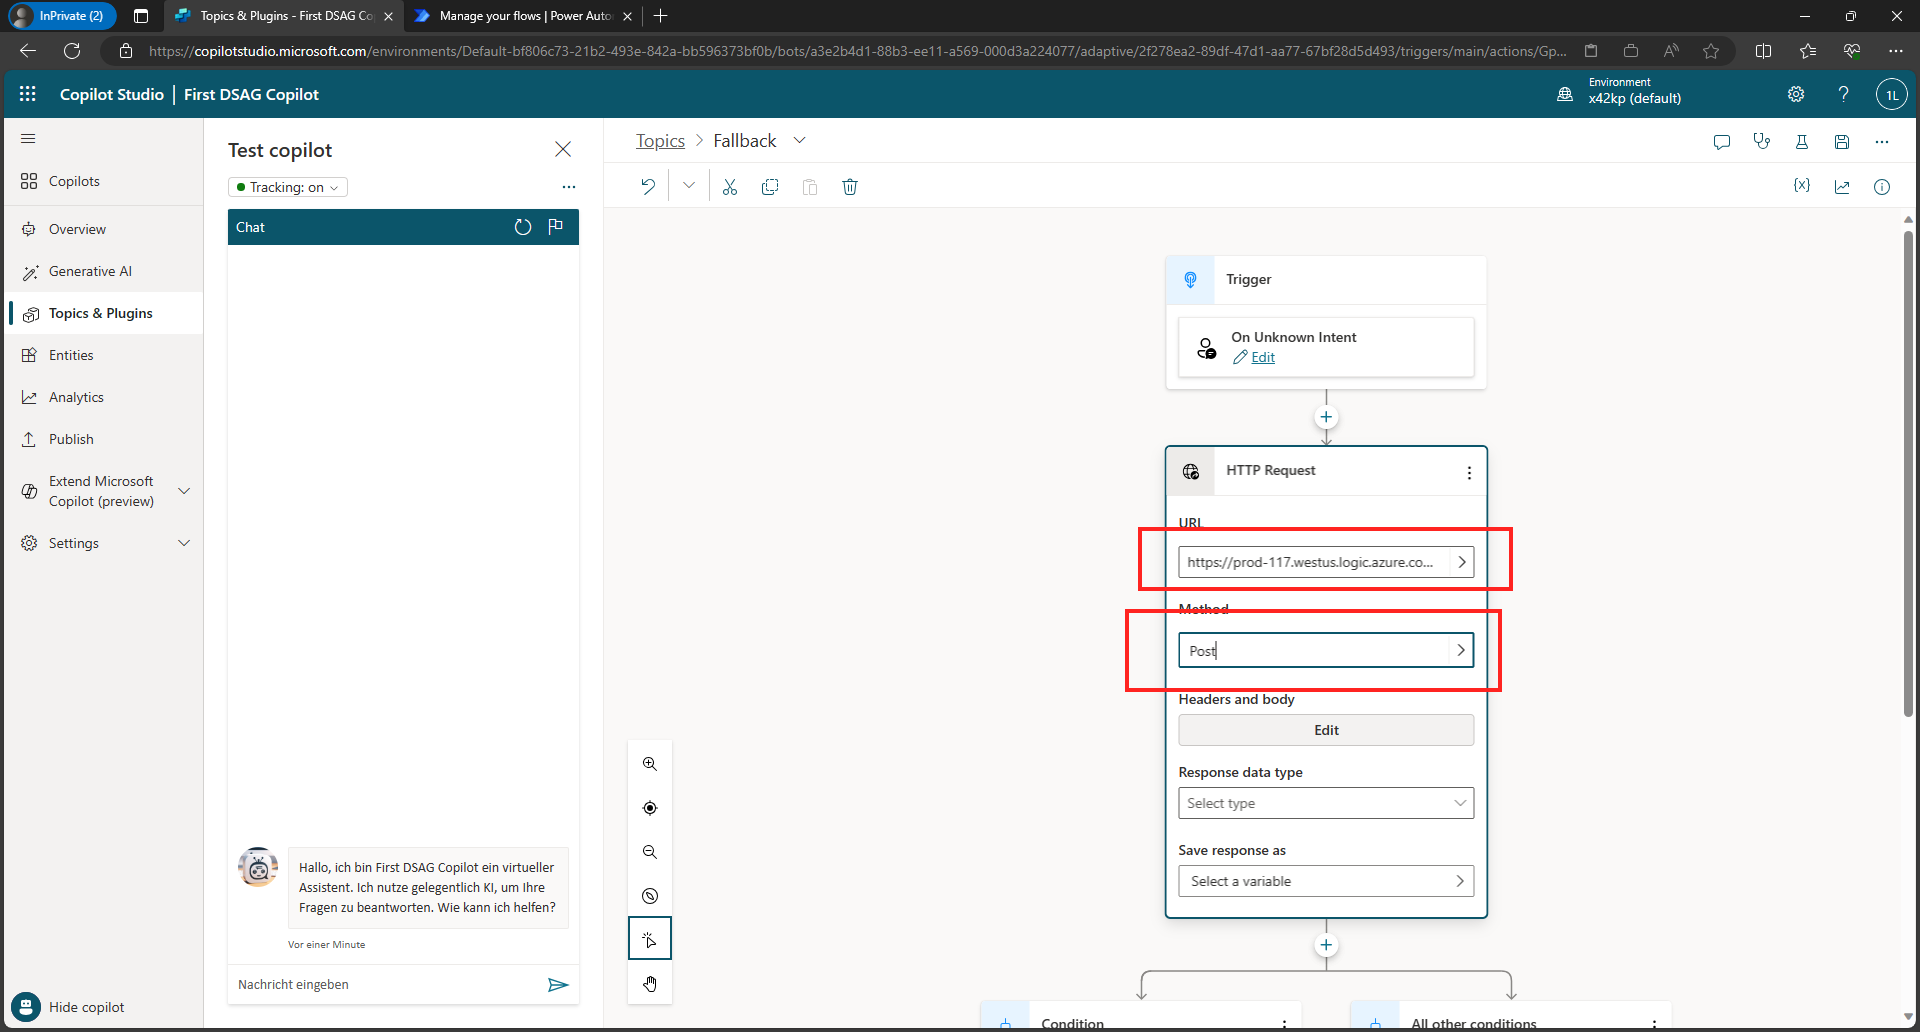 InPrivate (2)
Topics & Plugins - First DSAG Co
Manage your flows | Power Auto
https://copilotstudio.microsoft.com/environments/Default-bf806c73-21b2-493e-842a-bb596373bf0b/bots/a3e2b4d1-88b3-ee11-a569-000d3a224077/adaptive/2f278ea2-89df-47d1-aa77-67bf28d5d493/triggers/main/actions/Gp...
Copilot Studio | First DSAG Copilot
Environment
x42kp (default)
?
1L
Copilots
Overview
Generative AI
Topics & Plugins
Entities
Analytics
Publish
Extend Microsoft
Copilot (preview)
Settings
Hide copilot
Test copilot
Tracking: on
Chat
Hallo, ich bin First DSAG Copilot ein virtueller
Assistent. Ich nutze gelegentlich KI, um Ihre
Fragen zu beantworten. Wie kann ich helfen?
Vor einer Minute
Nachricht eingeben
Topics > Fallback
{x}
Trigger
On Unknown Intent
Edit
HTTP Request
URL
https://prod-117.westus.logic.azure.co...
Method
Post
Headers and body
Edit
Response data type
Select type
Save response as
Select a variable
Condition
All other conditions